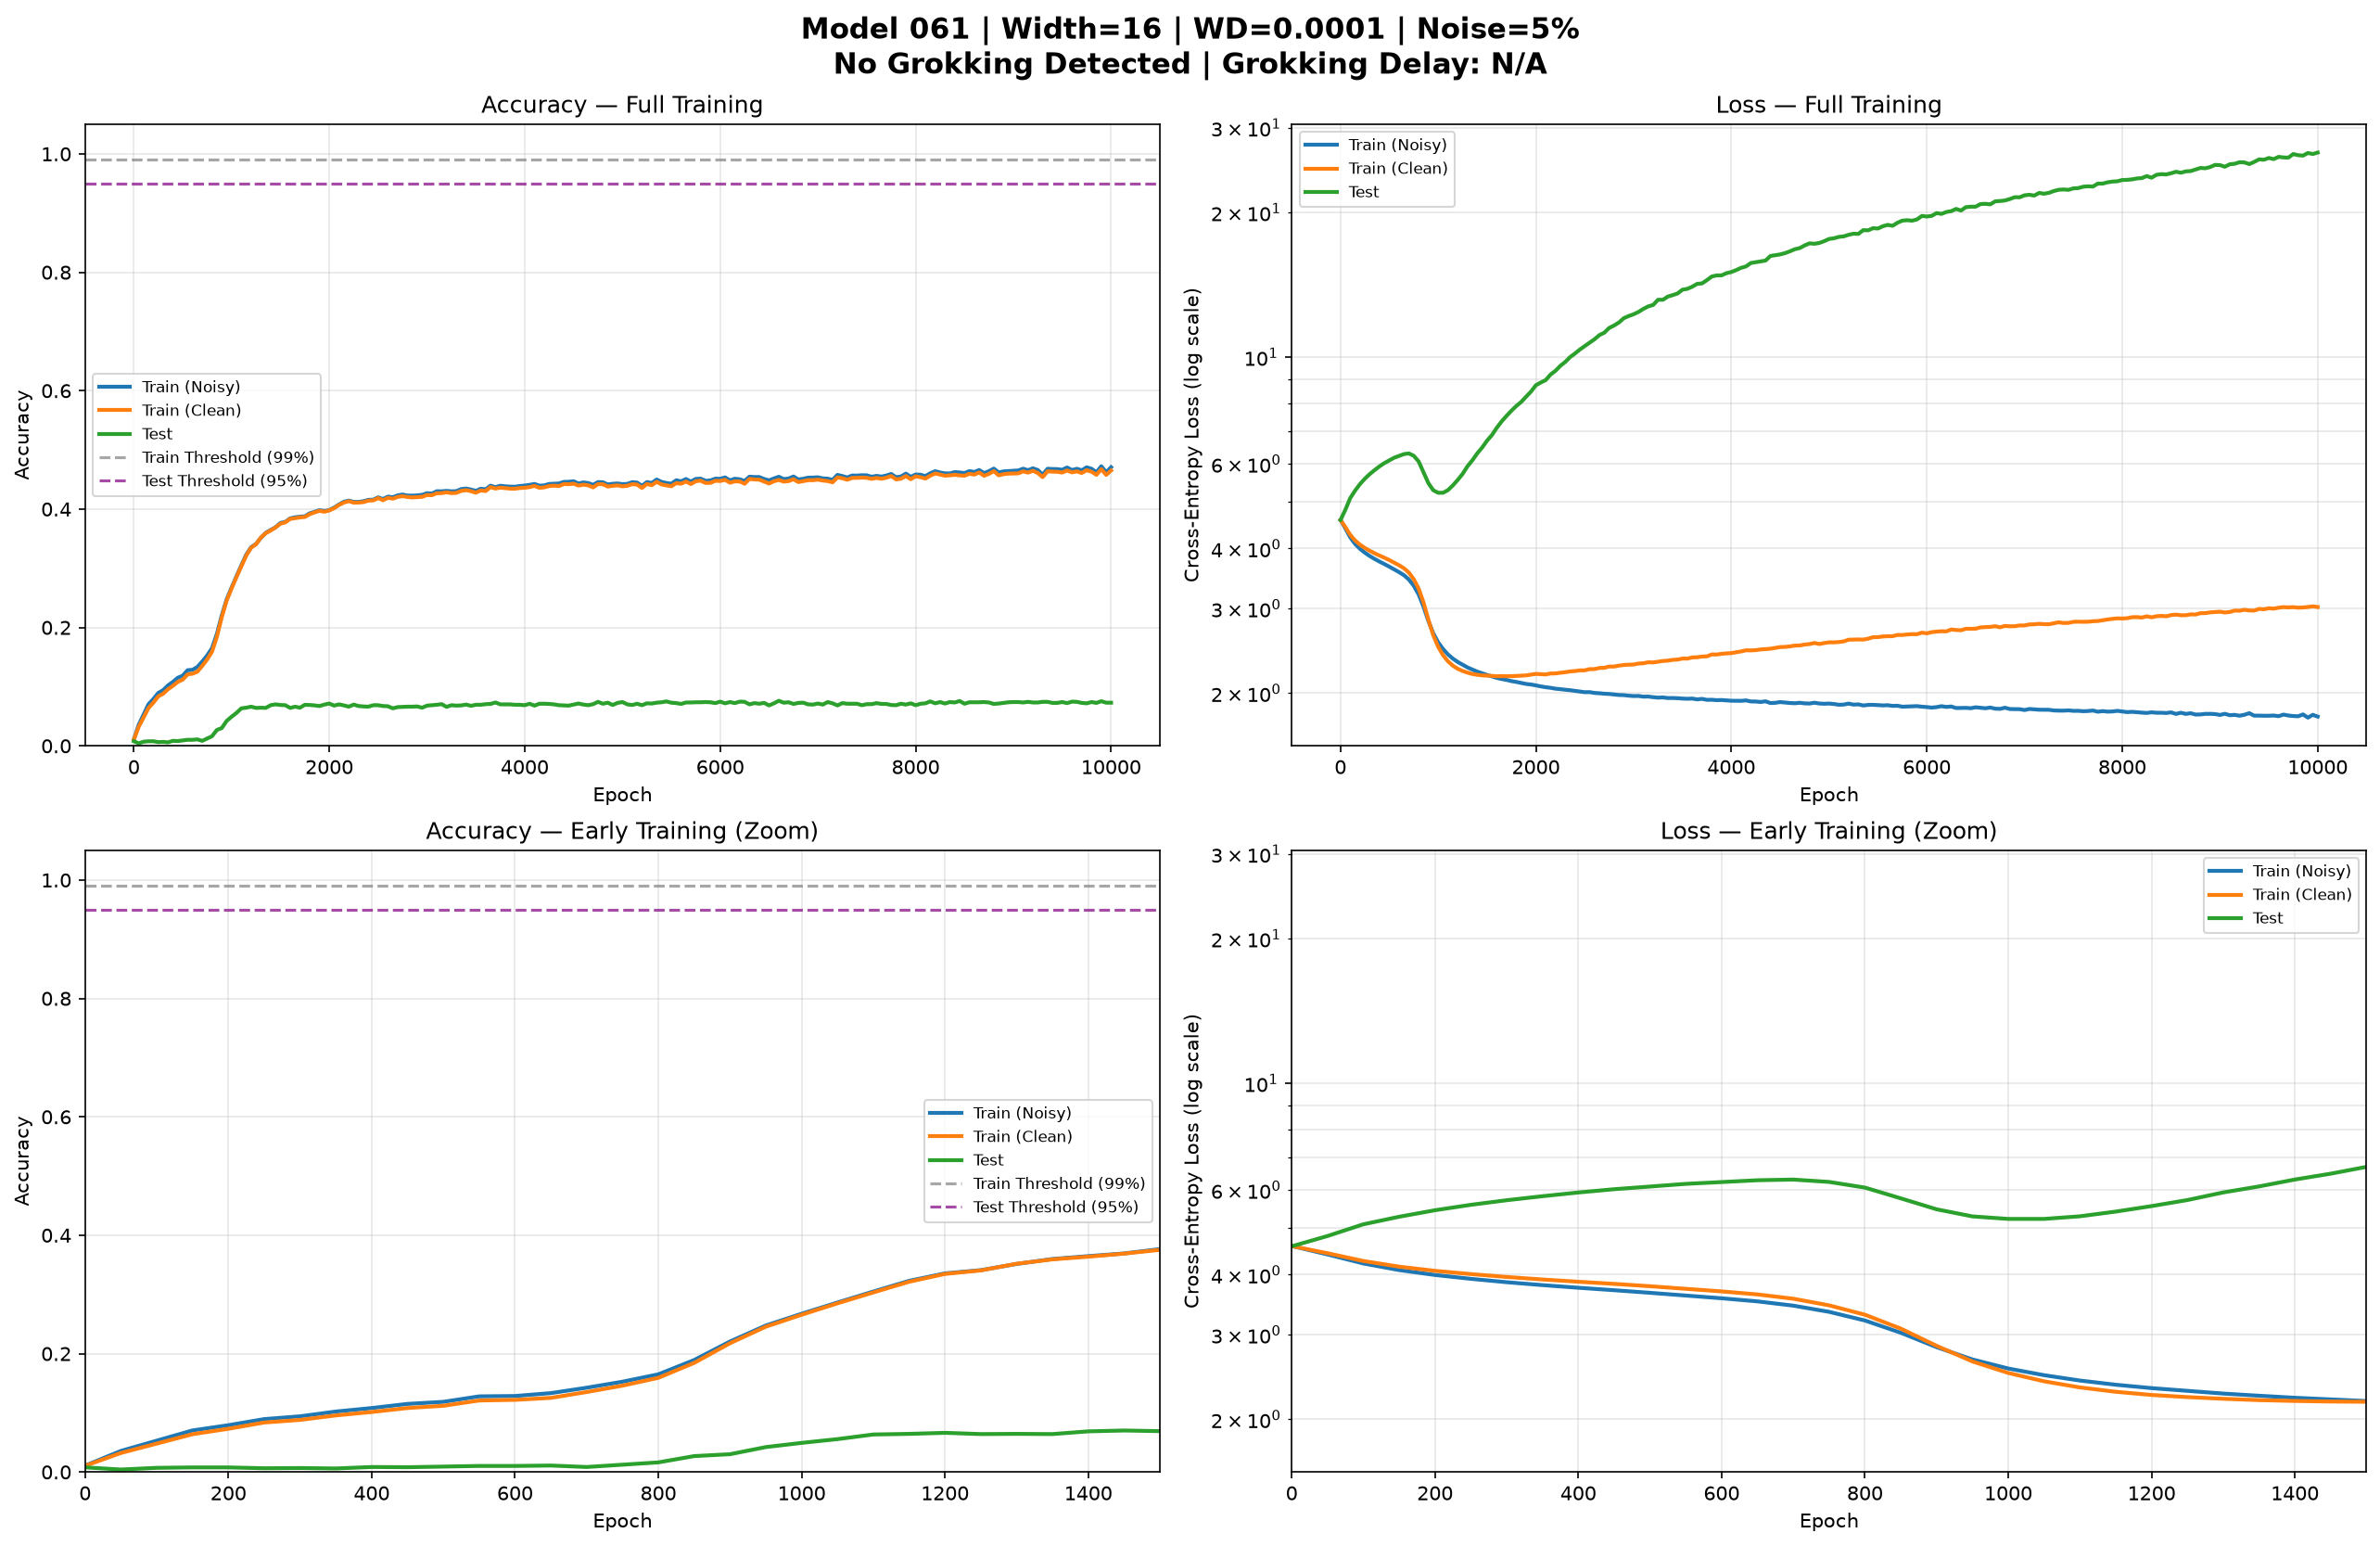 Model 061 | Width=16 | WD=0.0001 | Noise=5%
No Grokking Detected | Grokking Delay: N/A
Accuracy — Full Training
Accuracy
1.0
0.8
0.6
0.4
0.2
0.0
Train (Noisy)
Train (Clean)
Test
Train Threshold (99%)
Test Threshold (95%)
0 2000 4000 6000 8000 10000
Epoch
Loss — Full Training
Cross-Entropy Loss (log scale)
3 × 10¹
2 × 10¹
10¹
6 × 10⁰
4 × 10⁰
3 × 10⁰
2 × 10⁰
Train (Noisy)
Train (Clean)
Test
0 2000 4000 6000 8000 10000
Epoch
Accuracy — Early Training (Zoom)
Accuracy
1.0
0.8
0.6
0.4
0.2
0.0
Train (Noisy)
Train (Clean)
Test
Train Threshold (99%)
Test Threshold (95%)
0 200 400 600 800 1000 1200 1400
Epoch
Loss — Early Training (Zoom)
Cross-Entropy Loss (log scale)
3 × 10¹
2 × 10¹
10¹
6 × 10⁰
4 × 10⁰
3 × 10⁰
2 × 10⁰
Train (Noisy)
Train (Clean)
Test
0 200 400 600 800 1000 1200 1400
Epoch